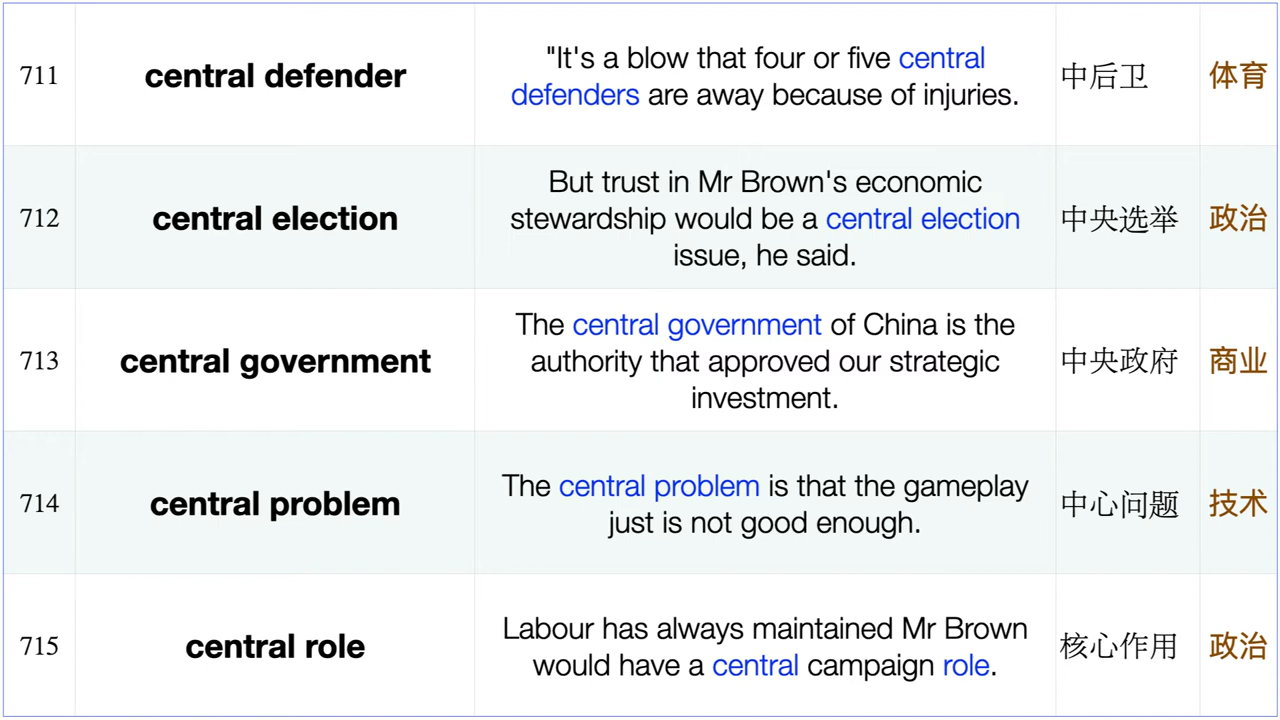 711 central defender "It's a blow that four or five central defenders are away because of injuries. 中后卫 体育
712 central election But trust in Mr Brown's economic stewardship would be a central election issue, he said. 中央选举 政治
713 central government The central government of China is the authority that approved our strategic investment. 中央政府 商业
714 central problem The central problem is that the gameplay just is not good enough. 中心问题 技术
715 central role Labour has always maintained Mr Brown would have a central campaign role. 核心作用 政治